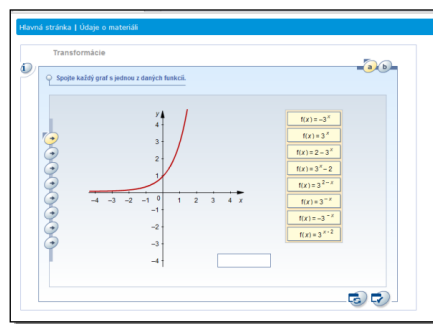 Hlavná stránka | Údaje o materiáli
Transformácie
a b
Spojte každý graf s jednou z daných funkcií.
y
4
3
2
1
-4 -3 -2 -1 0 1 2 3 4 x
-1
-2
-3
-4
f(x) = -3^x
f(x) = 3^x
f(x) = 2 - 3^x
f(x) = 3^x - 2
f(x) = 3^{2 - x}
f(x) = 3^{-x}
f(x) = -3^{-x}
f(x) = 3^{x + 2}